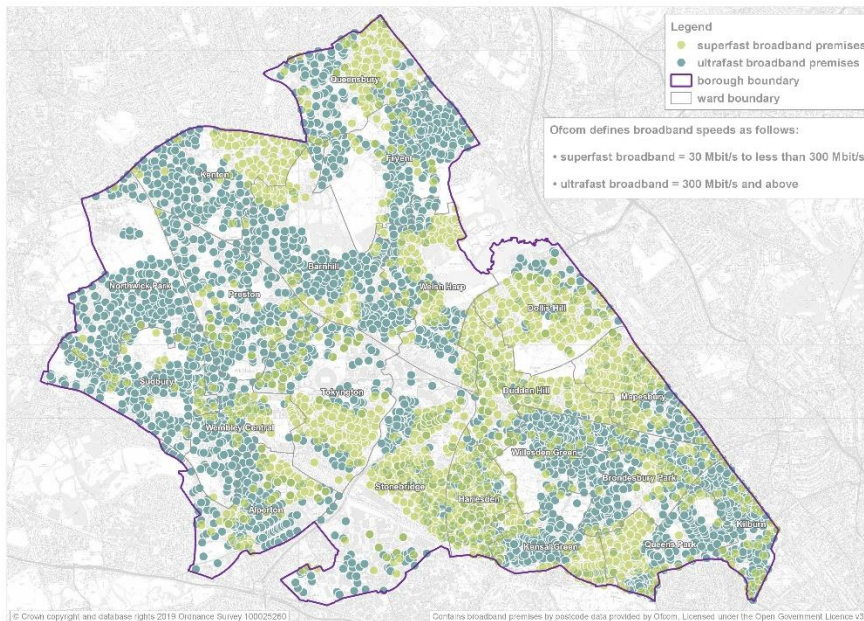 Legend
superfast broadband premises
ultrafast broadband premises
borough boundary
ward boundary
Ofcom defines broadband speeds as follows:
• superfast broadband = 30 Mbit/s to less than 300 Mbit/s
• ultrafast broadband = 300 Mbit/s and above
Queensbury
Fryent
Kenton
Barnhill
Northwick Park
Preston
Welsh Harp
Dollis Hill
Sudbury
Tokyngton
Dudden Hill
Mapesbury
Wembley Central
Willesden Green
Brondesbury Park
Stonebridge
Harlesden
Alperton
Kilburn
Kensal Green
Queens Park
© Crown copyright and database rights 2019 Ordnance Survey 100025260
Contains broadband premises by postcode data provided by Ofcom. Licensed under the Open Government Licence v3